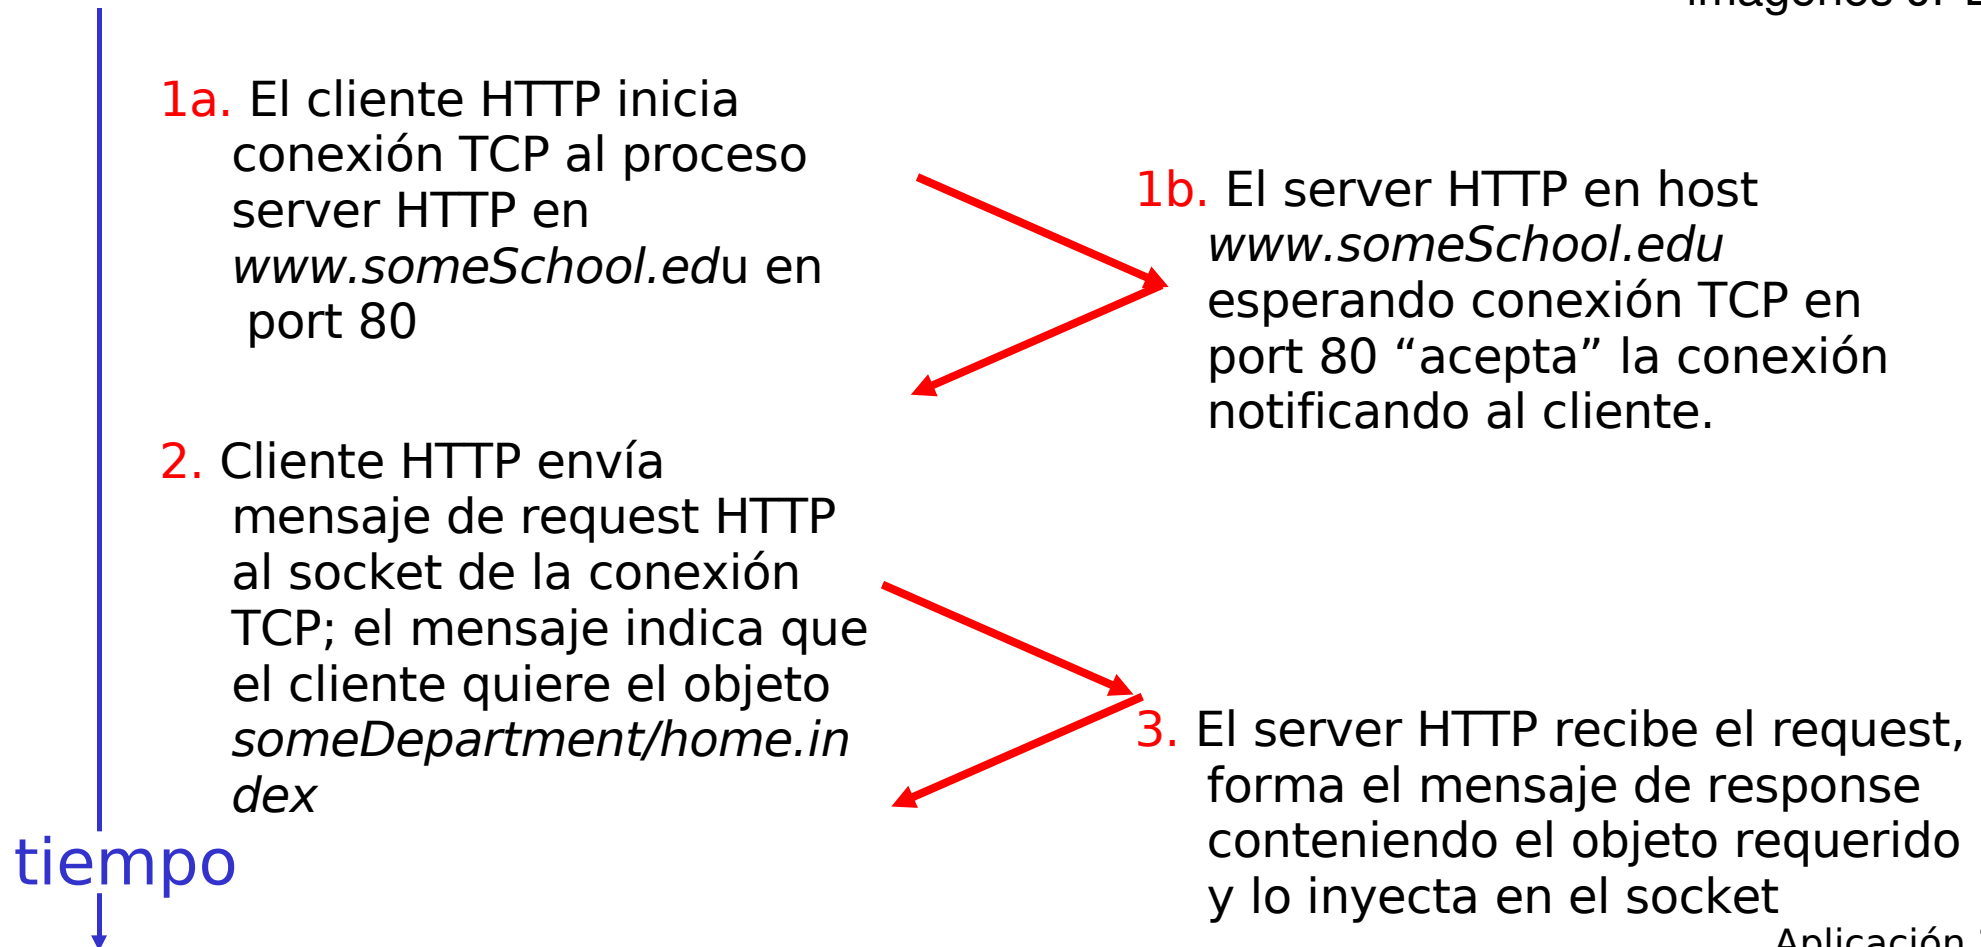 1a. El cliente HTTP inicia
conexión TCP al proceso
server HTTP en
www.someSchool.edu en
port 80
1b. El server HTTP en host
www.someSchool.edu
esperando conexión TCP en
port 80 “acepta” la conexión
notificando al cliente.
2. Cliente HTTP envía
mensaje de request HTTP
al socket de la conexión
TCP; el mensaje indica que
el cliente quiere el objeto
someDepartment/home.in
dex
3. El server HTTP recibe el request,
forma el mensaje de response
conteniendo el objeto requerido
y lo inyecta en el socket
tiempo
Aplicación